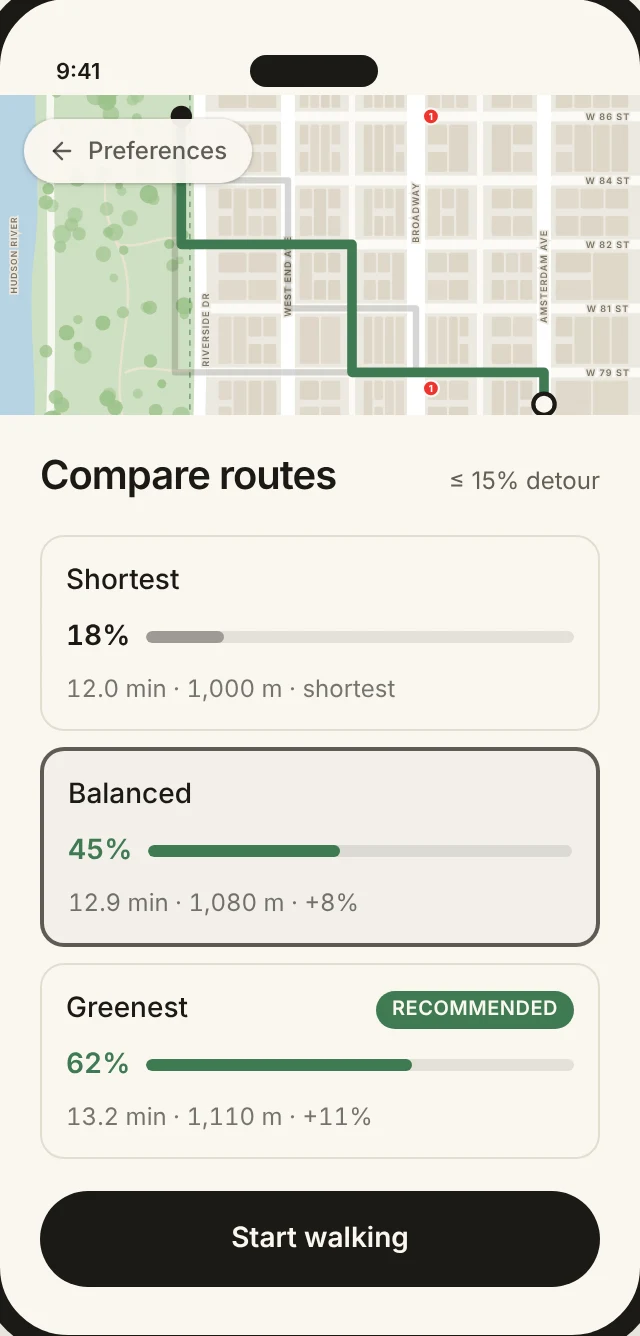 9:41
W 86 ST
1
Preferences
W 84 ST
BROADWAY
HUDSON RIVER
W 82 ST
WEST END AVE
AMSTERDAM AVE
RIVERSIDE DR
W 81 ST
W 79 ST
1
Compare routes
≤ 15% detour
Shortest
18%
12.0 min · 1,000 m · shortest
Balanced
45%
12.9 min · 1,080 m · +8%
Greenest
RECOMMENDED
62%
13.2 min · 1,110 m · +11%
Start walking